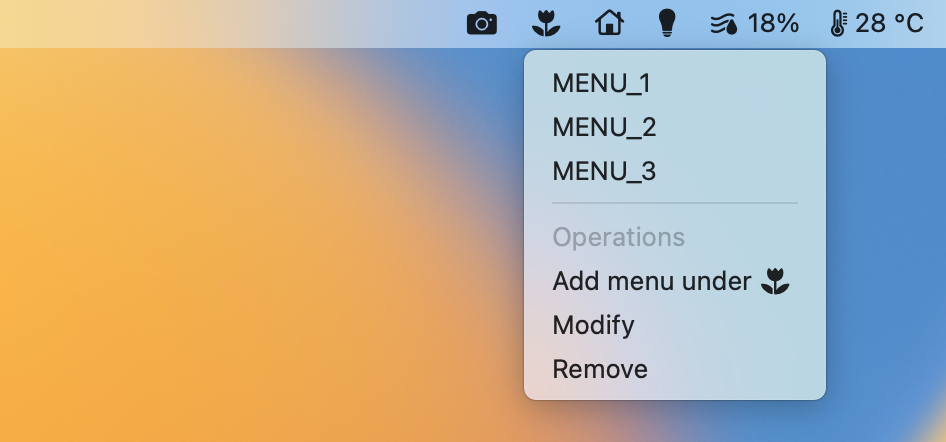 18% 28 °C
MENU_1
MENU_2
MENU_3
Operations
Add menu under
Modify
Remove